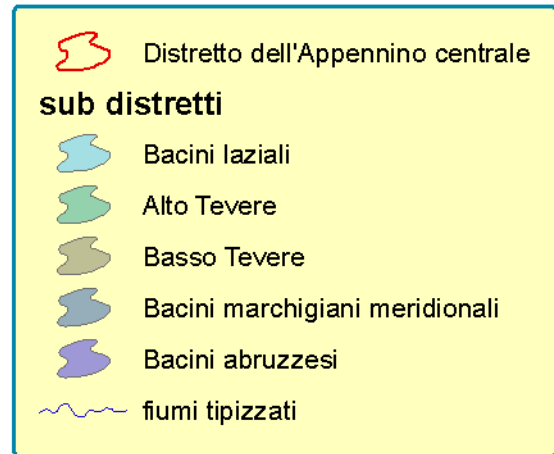 Distretto dell'Appennino centrale
sub distretti
Bacini laziali
Alto Tevere
Basso Tevere
Bacini marchigiani meridionali
Bacini abruzzesi
fiumi tipizzati